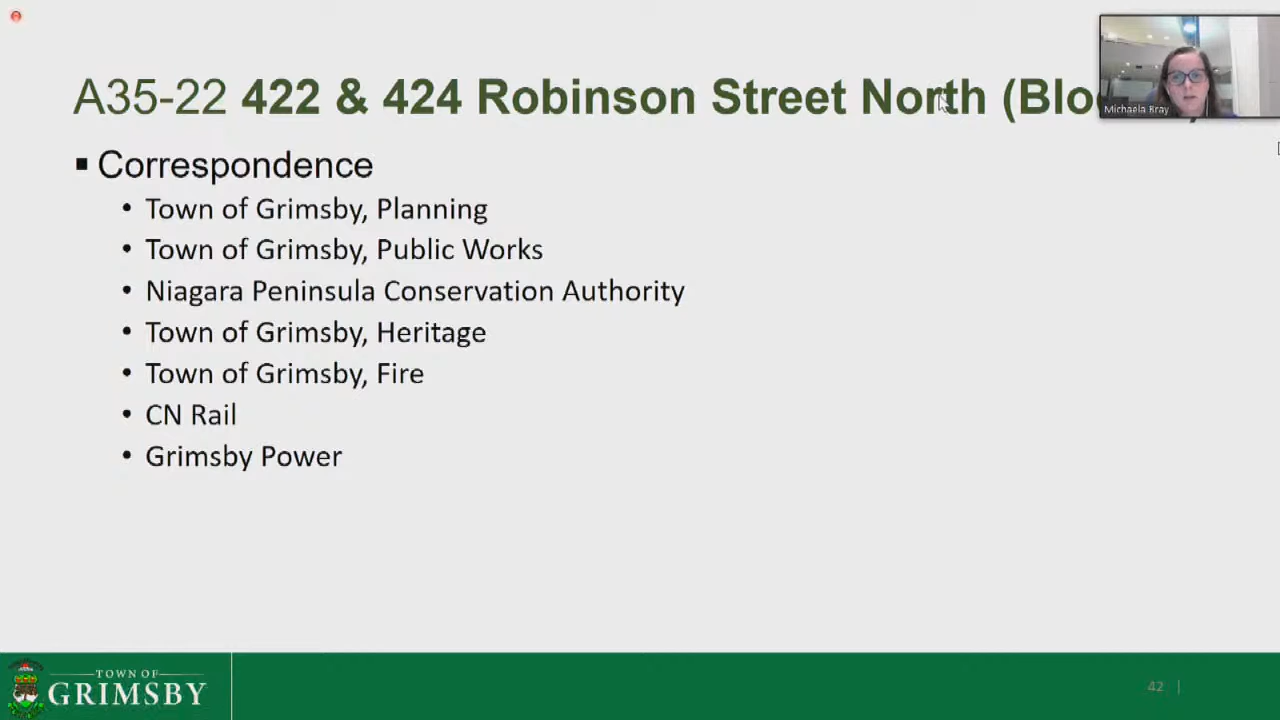 A35-22 422 & 424 Robinson Street North (Blo
Michaela Bray
▪ Correspondence
• Town of Grimsby, Planning
• Town of Grimsby, Public Works
• Niagara Peninsula Conservation Authority
• Town of Grimsby, Heritage
• Town of Grimsby, Fire
• CN Rail
• Grimsby Power
TOWN OF
GRIMSBY
42 |